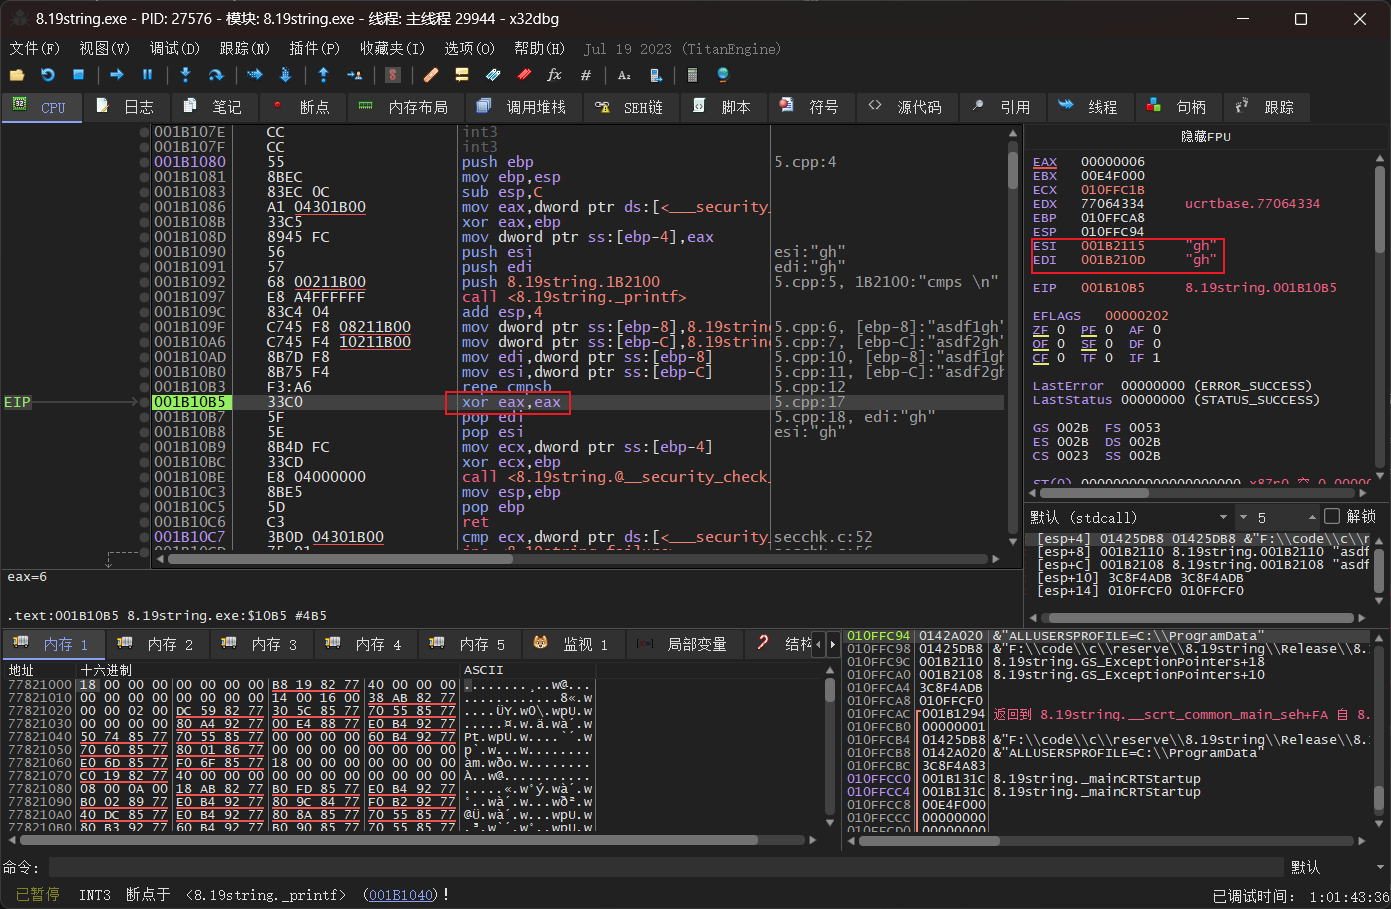 8.19string.exe - PID: 27576 - 模块: 8.19string.exe - 线程: 主线程 29944 - x32dbg
文件(F) 视图(V) 调试(D) 跟踪(N) 插件(P) 收藏夹(I) 选项(O) 帮助(H) Jul 19 2023 (TitanEngine)
CPU 日志 笔记 断点 内存布局 调用堆栈 SEH链 脚本 符号 源代码 引用 线程 句柄 跟踪
001B107E CC int3
001B107F CC int3
001B1080 55 push ebp 5.cpp:4
001B1081 8BEC mov ebp,esp
001B1083 83EC 0C sub esp,C
001B1086 A1 04301B00 mov eax,dword ptr ds:[<___security_
001B108B 33C5 xor eax,ebp
001B108D 8945 FC mov dword ptr ss:[ebp-4],eax
001B1090 56 push esi esi:"gh"
001B1091 57 push edi edi:"gh"
001B1092 68 00211B00 push 8.19string.1B2100 5.cpp:5, 1B2100:"cmps \n"
001B1097 E8 A4FFFFFF call <8.19string._printf>
001B109C 83C4 04 add esp,4
001B109F C745 F8 08211B00 mov dword ptr ss:[ebp-8],8.19string 5.cpp:6, [ebp-8]:"asdf1gh"
001B10A6 C745 F4 10211B00 mov dword ptr ss:[ebp-C],8.19string 5.cpp:7, [ebp-C]:"asdf2gh"
001B10AD 8B7D F8 mov edi,dword ptr ss:[ebp-8] 5.cpp:10, [ebp-8]:"asdf1gh
001B10B0 8B75 F4 mov esi,dword ptr ss:[ebp-C] 5.cpp:11, [ebp-C]:"asdf2gh
001B10B3 F3:A6 repe cmpsb 5.cpp:12
EIP 001B10B5 33C0 xor eax,eax 5.cpp:17
001B10B7 5F pop edi 5.cpp:18, edi:"gh"
001B10B8 5E pop esi esi:"gh"
001B10B9 8B4D FC mov ecx,dword ptr ss:[ebp-4]
001B10BC 33CD xor ecx,ebp
001B10BE E8 04000000 call <8.19string.@__security_check_
001B10C3 8BE5 mov esp,ebp
001B10C5 5D pop ebp
001B10C6 C3 ret
001B10C7 3B0D 04301B00 cmp ecx,dword ptr ds:[<___security_ secchk.c:52
隐藏FPU
EAX 00000006
EBX 00E4F000
ECX 010FFC1B
EDX 77064334 ucrtbase.77064334
EBP 010FFCA8
ESP 010FFC94
ESI 001B2115 "gh"
EDI 001B210D "gh"
EIP 001B10B5 8.19string.001B10B5
EFLAGS 00000202
ZF 0 PF 0 AF 0
OF 0 SF 0 DF 0
CF 0 TF 0 IF 1
LastError 00000000 (ERROR_SUCCESS)
LastStatus 00000000 (STATUS_SUCCESS)
GS 002B FS 0053
ES 002B DS 002B
CS 0023 SS 002B
默认 (stdcall) 5 解锁
[esp+4] 01425DB8 01425DB8 &"F:\\code\\c\\r
[esp+8] 001B2110 8.19string.001B2110 "asdf
[esp+C] 001B2108 8.19string.001B2108 "asdf
[esp+10] 3C8F4ADB 3C8F4ADB
[esp+14] 010FFCF0 010FFCF0
eax=6
.text:001B10B5 8.19string.exe:$10B5 #4B5
内存 1 内存 2 内存 3 内存 4 内存 5 监视 1 局部变量 结构
地址 十六进制 ASCII
77821000 18 00 00 00 00 00 00 00 B8 19 82 77 40 00 00 00
77821010 00 00 00 00 00 00 00 00 14 00 16 00 38 AB 82 77
77821020 00 00 02 00 DC 59 82 77 30 5C 85 77 70 55 85 77
77821030 00 00 00 00 80 A4 92 77 00 E4 88 77 E0 B4 92 77
77821040 50 74 85 77 70 55 85 77 00 00 00 00 60 B4 92 77
77821050 70 60 85 77 80 01 86 77 00 00 00 00 00 00 00 00
77821060 E0 6D 85 77 F0 6F 85 77 18 00 00 00 00 00 00 00
77821070 C0 19 82 77 40 00 00 00 00 00 00 00 00 00 00 00
77821080 08 00 0A 00 18 AB 82 77 B0 FD 85 77 E0 B4 92 77
77821090 B0 02 89 77 E0 B4 92 77 80 9C 84 77 F0 B2 92 77
778210A0 40 DC 85 77 E0 B4 92 77 80 8A 85 77 70 55 85 77
778210B0 80 B3 92 77 60 B4 92 77 B0 90 85 77 70 55 85 77
010FFC94 0142A020 &"ALLUSERSPROFILE=C:\\ProgramData"
010FFC98 01425DB8 &"F:\\code\\c\\reserve\\8.19string\\Release\\8.1
010FFC9C 001B2110 8.19string.GS_ExceptionPointers+18
010FFCA0 001B2108 8.19string.GS_ExceptionPointers+10
010FFCA4 3C8F4ADB
010FFCA8 010FFCF0
010FFCAC 001B1294 返回到 8.19string.__scrt_common_main_seh+FA 自 8.
010FFCB0 00000001
010FFCB4 01425DB8 &"F:\\code\\c\\reserve\\8.19string\\Release\\8.1
010FFCB8 0142A020 &"ALLUSERSPROFILE=C:\\ProgramData"
010FFCBC 3C8F4A83
010FFCC0 001B131C 8.19string._mainCRTStartup
010FFCC4 001B131C 8.19string._mainCRTStartup
010FFCC8 00E4F000
010FFCCC 00000000
010FFCD0 00000000
命令: 默认
已暂停 INT3 断点于 <8.19string._printf> (001B1040)! 已调试时间: 1:01:43:36